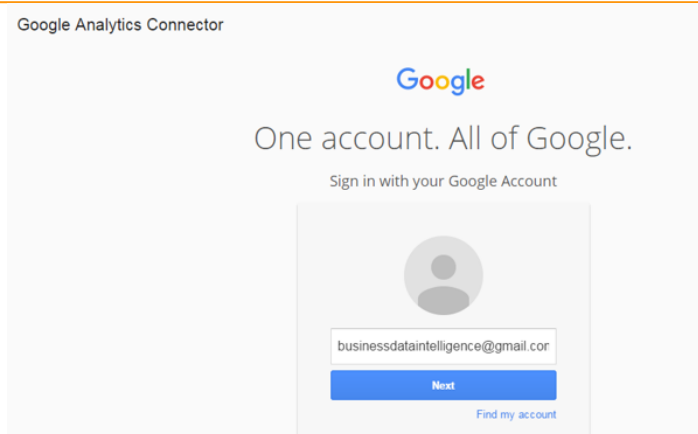 Google Analytics Connector
Google
One account. All of Google.
Sign in with your Google Account
businessdataintelligence@gmail.cor
Next
Find my account